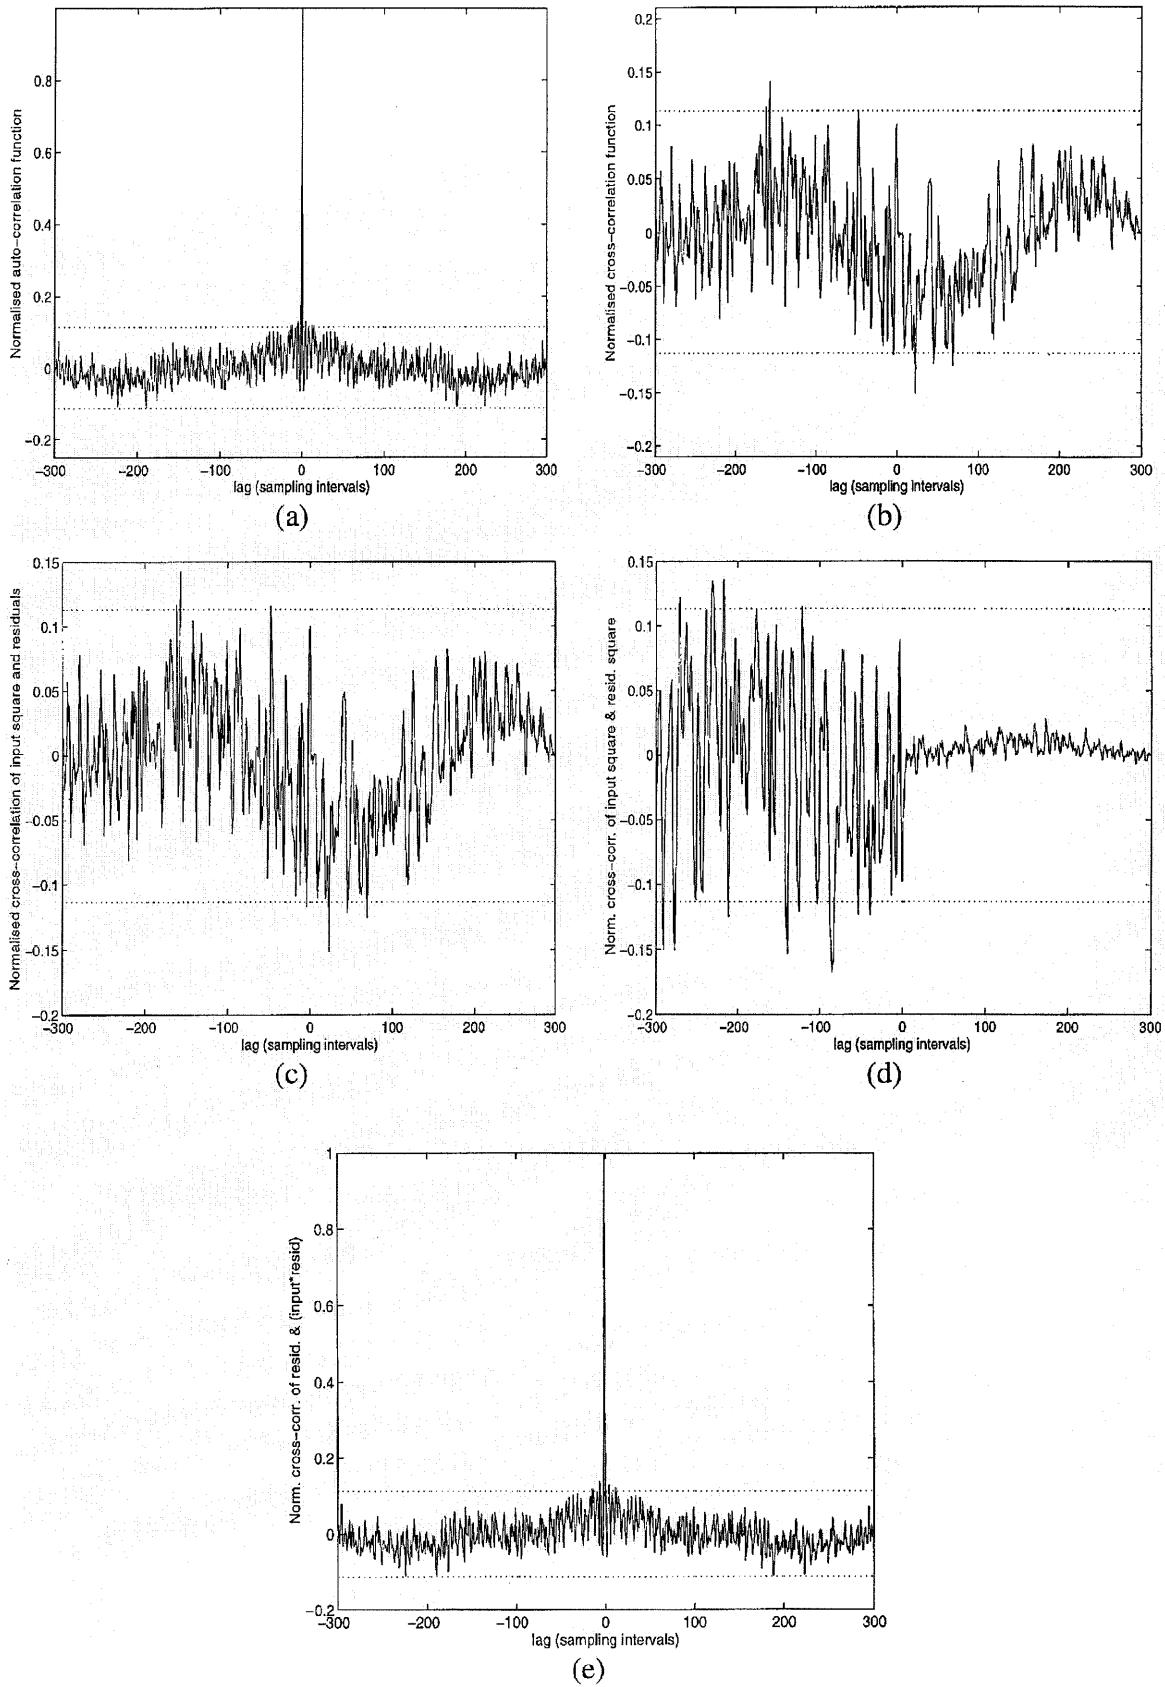 Normalised auto-correlation function
0.8
0.6
0.4
0.2
0
-0.2
-300 -200 -100 0 100 200 300
lag (sampling intervals)
(a)
Normalised cross-correlation function
0.2
0.15
0.1
0.05
0
-0.05
-0.1
-0.15
-0.2
-300 -200 -100 0 100 200 300
lag (sampling intervals)
(b)
Normalised cross-correlation of input square and residuals
0.15
0.1
0.05
0
-0.05
-0.1
-0.15
-0.2
-300 -200 -100 0 100 200 300
lag (sampling intervals)
(c)
Norm. cross-corr. of input square & resid. square
0.15
0.1
0.05
0
-0.05
-0.1
-0.15
-0.2
-300 -200 -100 0 100 200 300
lag (sampling intervals)
(d)
Norm. cross-corr. of resid. & (input*resid)
1
0.8
0.6
0.4
0.2
0
-0.2
-300 -200 -100 0 100 200 300
lag (sampling intervals)
(e)